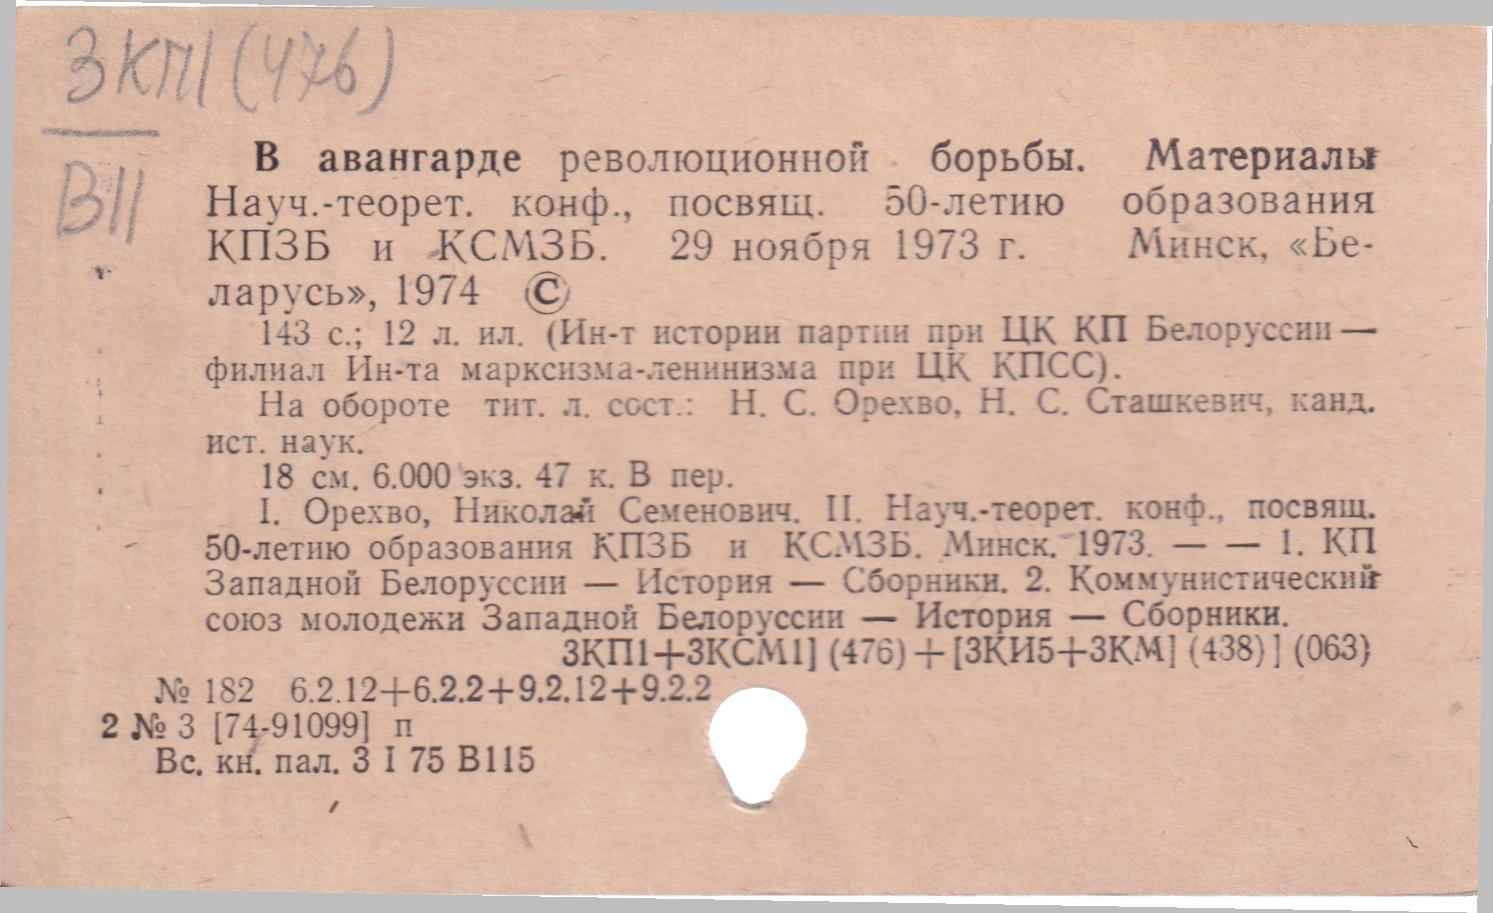 3КП1(476)
В11
В авангарде революционной борьбы. Материалы
Науч.-теорет. конф., посвящ. 50-летию образования
КПЗБ и КСМЗБ. 29 ноября 1973 г. Минск, «Бе-
ларусь», 1974 ©
143 с.; 12 л. ил. (Ин-т истории партии при ЦК КП Белоруссии —
филиал Ин-та марксизма-ленинизма при ЦК КПСС).
На обороте тит. л. сост.: Н. С. Орехво, Н. С. Сташкевич, канд.
ист. наук.
18 см. 6.000 экз. 47 к. В пер.
I. Орехво, Николай Семенович. II. Науч.-теорет. конф., посвящ.
50-летию образования КПЗБ и КСМЗБ. Минск. 1973. — — 1. КП
Западной Белоруссии — История — Сборники. 2. Коммунистический
союз молодежи Западной Белоруссии — История — Сборники.
3КП1+3КСМ1] (476) + [3КИ5+3КМ] (438) ] (063)
№ 182 6.2.12+6.2.2+9.2.12+9.2.2
2 № 3 [74-91099] п
Вс. кн. пал. 3 I 75 В115